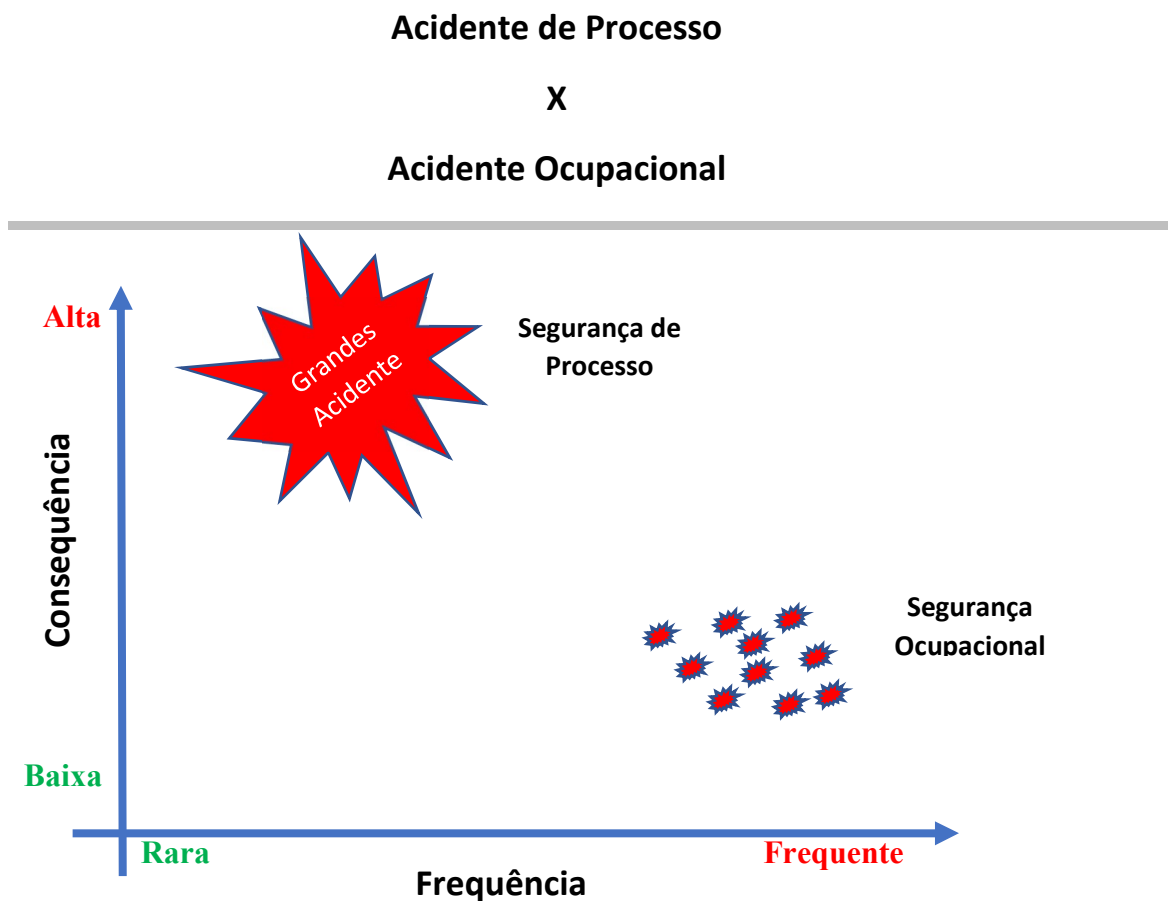 Acidente de Processo
X
Acidente Ocupacional
Alta
Grandes
Acidente
Segurança de
Processo
Consequência
Segurança
Ocupacional
Baixa
Rara
Frequente
Frequência